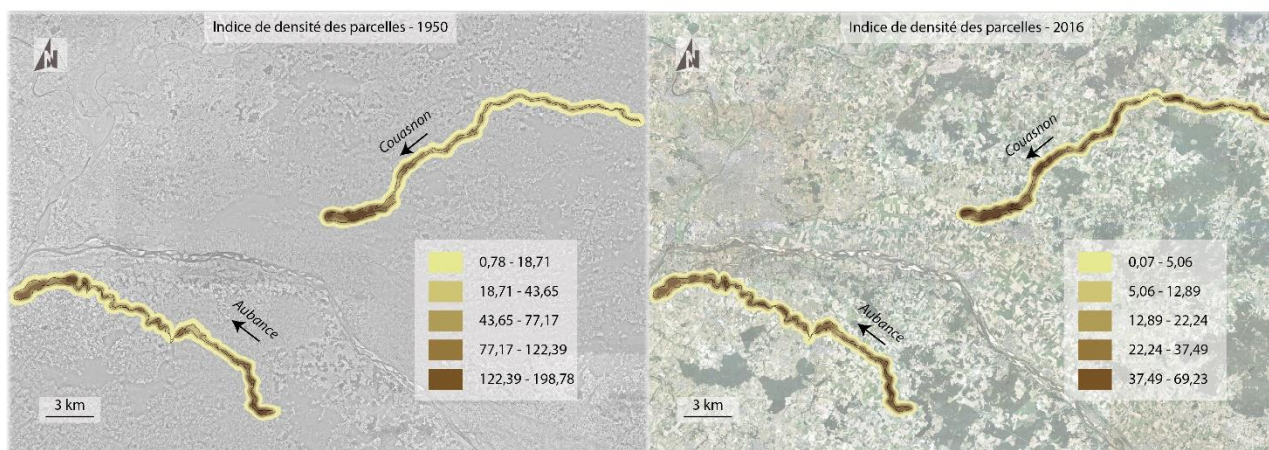 Indice de densité des parcelles - 1950
N
Couasnon
0,78 - 18,71
18,71 - 43,65
43,65 - 77,17
77,17 - 122,39
122,39 - 198,78
Aubance
3 km
Indice de densité des parcelles - 2016
N
Couasnon
0,07 - 5,06
5,06 - 12,89
12,89 - 22,24
22,24 - 37,49
37,49 - 69,23
Aubance
3 km